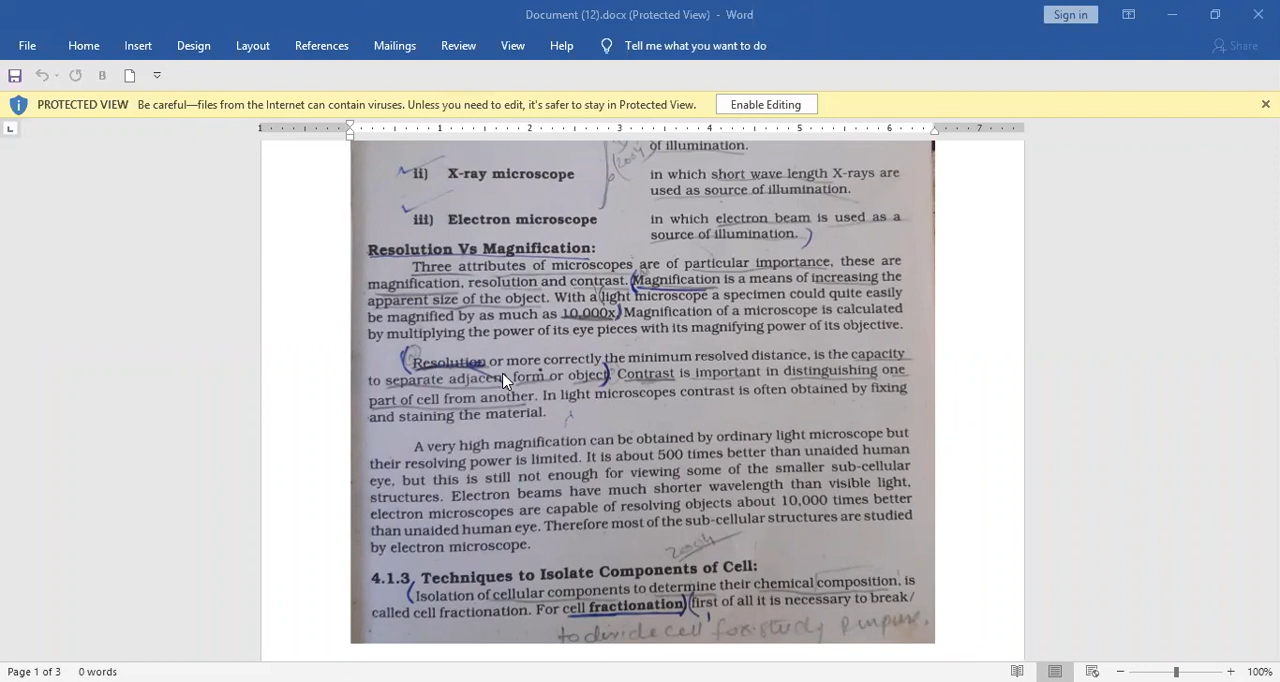 Document (12).docx (Protected View) - Word
Sign in
File Home Insert Design Layout References Mailings Review View Help Tell me what you want to do Share
PROTECTED VIEW Be careful—files from the Internet can contain viruses. Unless you need to edit, it's safer to stay in Protected View. Enable Editing
1 1 2 3 4 5 6 7
of illumination.
(2004)
ii) X-ray microscope in which short wave length X-rays are
used as source of illumination.
iii) Electron microscope in which electron beam is used as a
source of illumination.
Resolution Vs Magnification:
Three attributes of microscopes are of particular importance, these are
magnification, resolution and contrast. Magnification is a means of increasing the
apparent size of the object. With a light microscope a specimen could quite easily
be magnified by as much as 10,000x. Magnification of a microscope is calculated
by multiplying the power of its eye pieces with its magnifying power of its objective.
Resolution or more correctly the minimum resolved distance, is the capacity
to separate adjacent form or object. Contrast is important in distinguishing one
part of cell from another. In light microscopes contrast is often obtained by fixing
and staining the material.
A very high magnification can be obtained by ordinary light microscope but
their resolving power is limited. It is about 500 times better than unaided human
eye, but this is still not enough for viewing some of the smaller sub-cellular
structures. Electron beams have much shorter wavelength than visible light,
electron microscopes are capable of resolving objects about 10,000 times better
than unaided human eye. Therefore most of the sub-cellular structures are studied
by electron microscope.
2004
4.1.3 Techniques to Isolate Components of Cell:
Isolation of cellular components to determine their chemical composition, is
called cell fractionation. For cell fractionation first of all it is necessary to break/
to divide cell for study purpose.
Page 1 of 3 0 words 100%